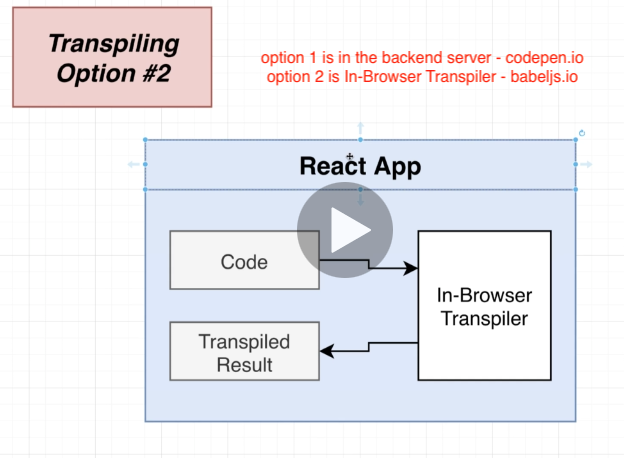 Transpiling
Option #2
option 1 is in the backend server - codepen.io
option 2 is In-Browser Transpiler - babeljs.io
React App
Code
In-Browser
Transpiler
Transpiled
Result